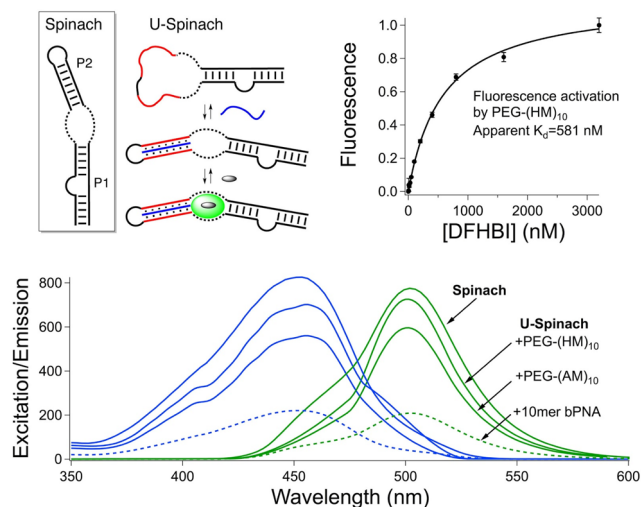 Spinach
U-Spinach
P2
P1
Fluorescence
1.0
0.8
0.6
0.4
0.2
0.0
Fluorescence activation
by PEG-(HM)₁₀
Apparent K_d=581 nM
0
1000
2000
3000
[DFHBI] (nM)
Excitation/Emission
800
600
400
200
0
Spinach
U-Spinach
+PEG-(HM)₁₀
+PEG-(AM)₁₀
+10mer bPNA
350
400
450
500
550
600
Wavelength (nm)